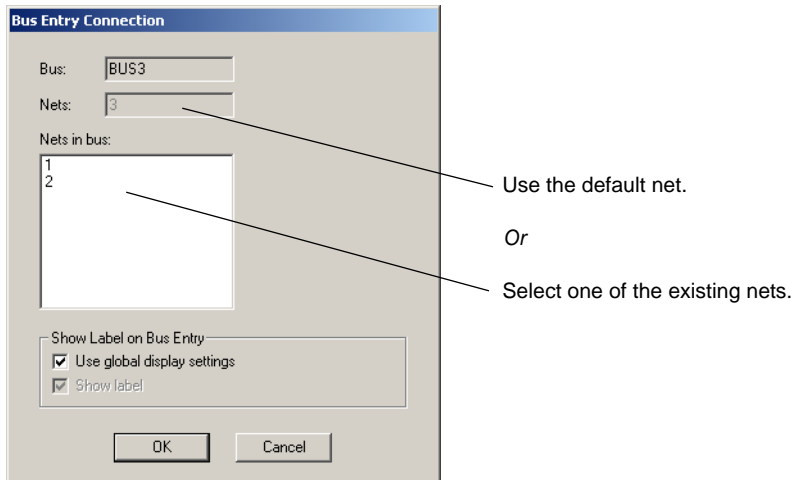 Bus Entry Connection
Bus: BUS3
Nets: 3
Nets in bus:
1
2
Use the default net.
Or
Select one of the existing nets.
Show Label on Bus Entry
Use global display settings
Show label
OK Cancel